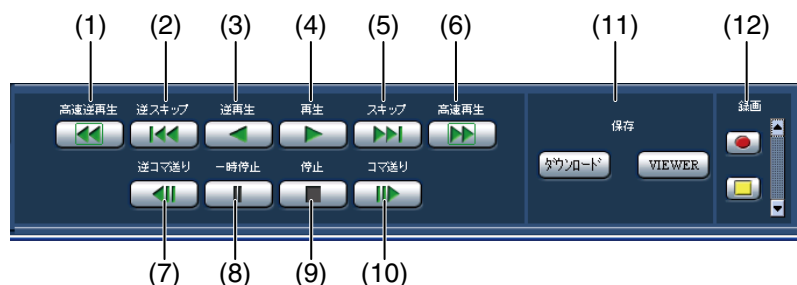 (1) (2) (3) (4) (5) (6) (11) (12)
高速逆再生 逆スキップ 逆再生 再生 スキップ 高速再生 録画
保存
ダウンロード VIEWER
逆コマ送り 一時停止 停止 コマ送り
(7) (8) (9) (10)